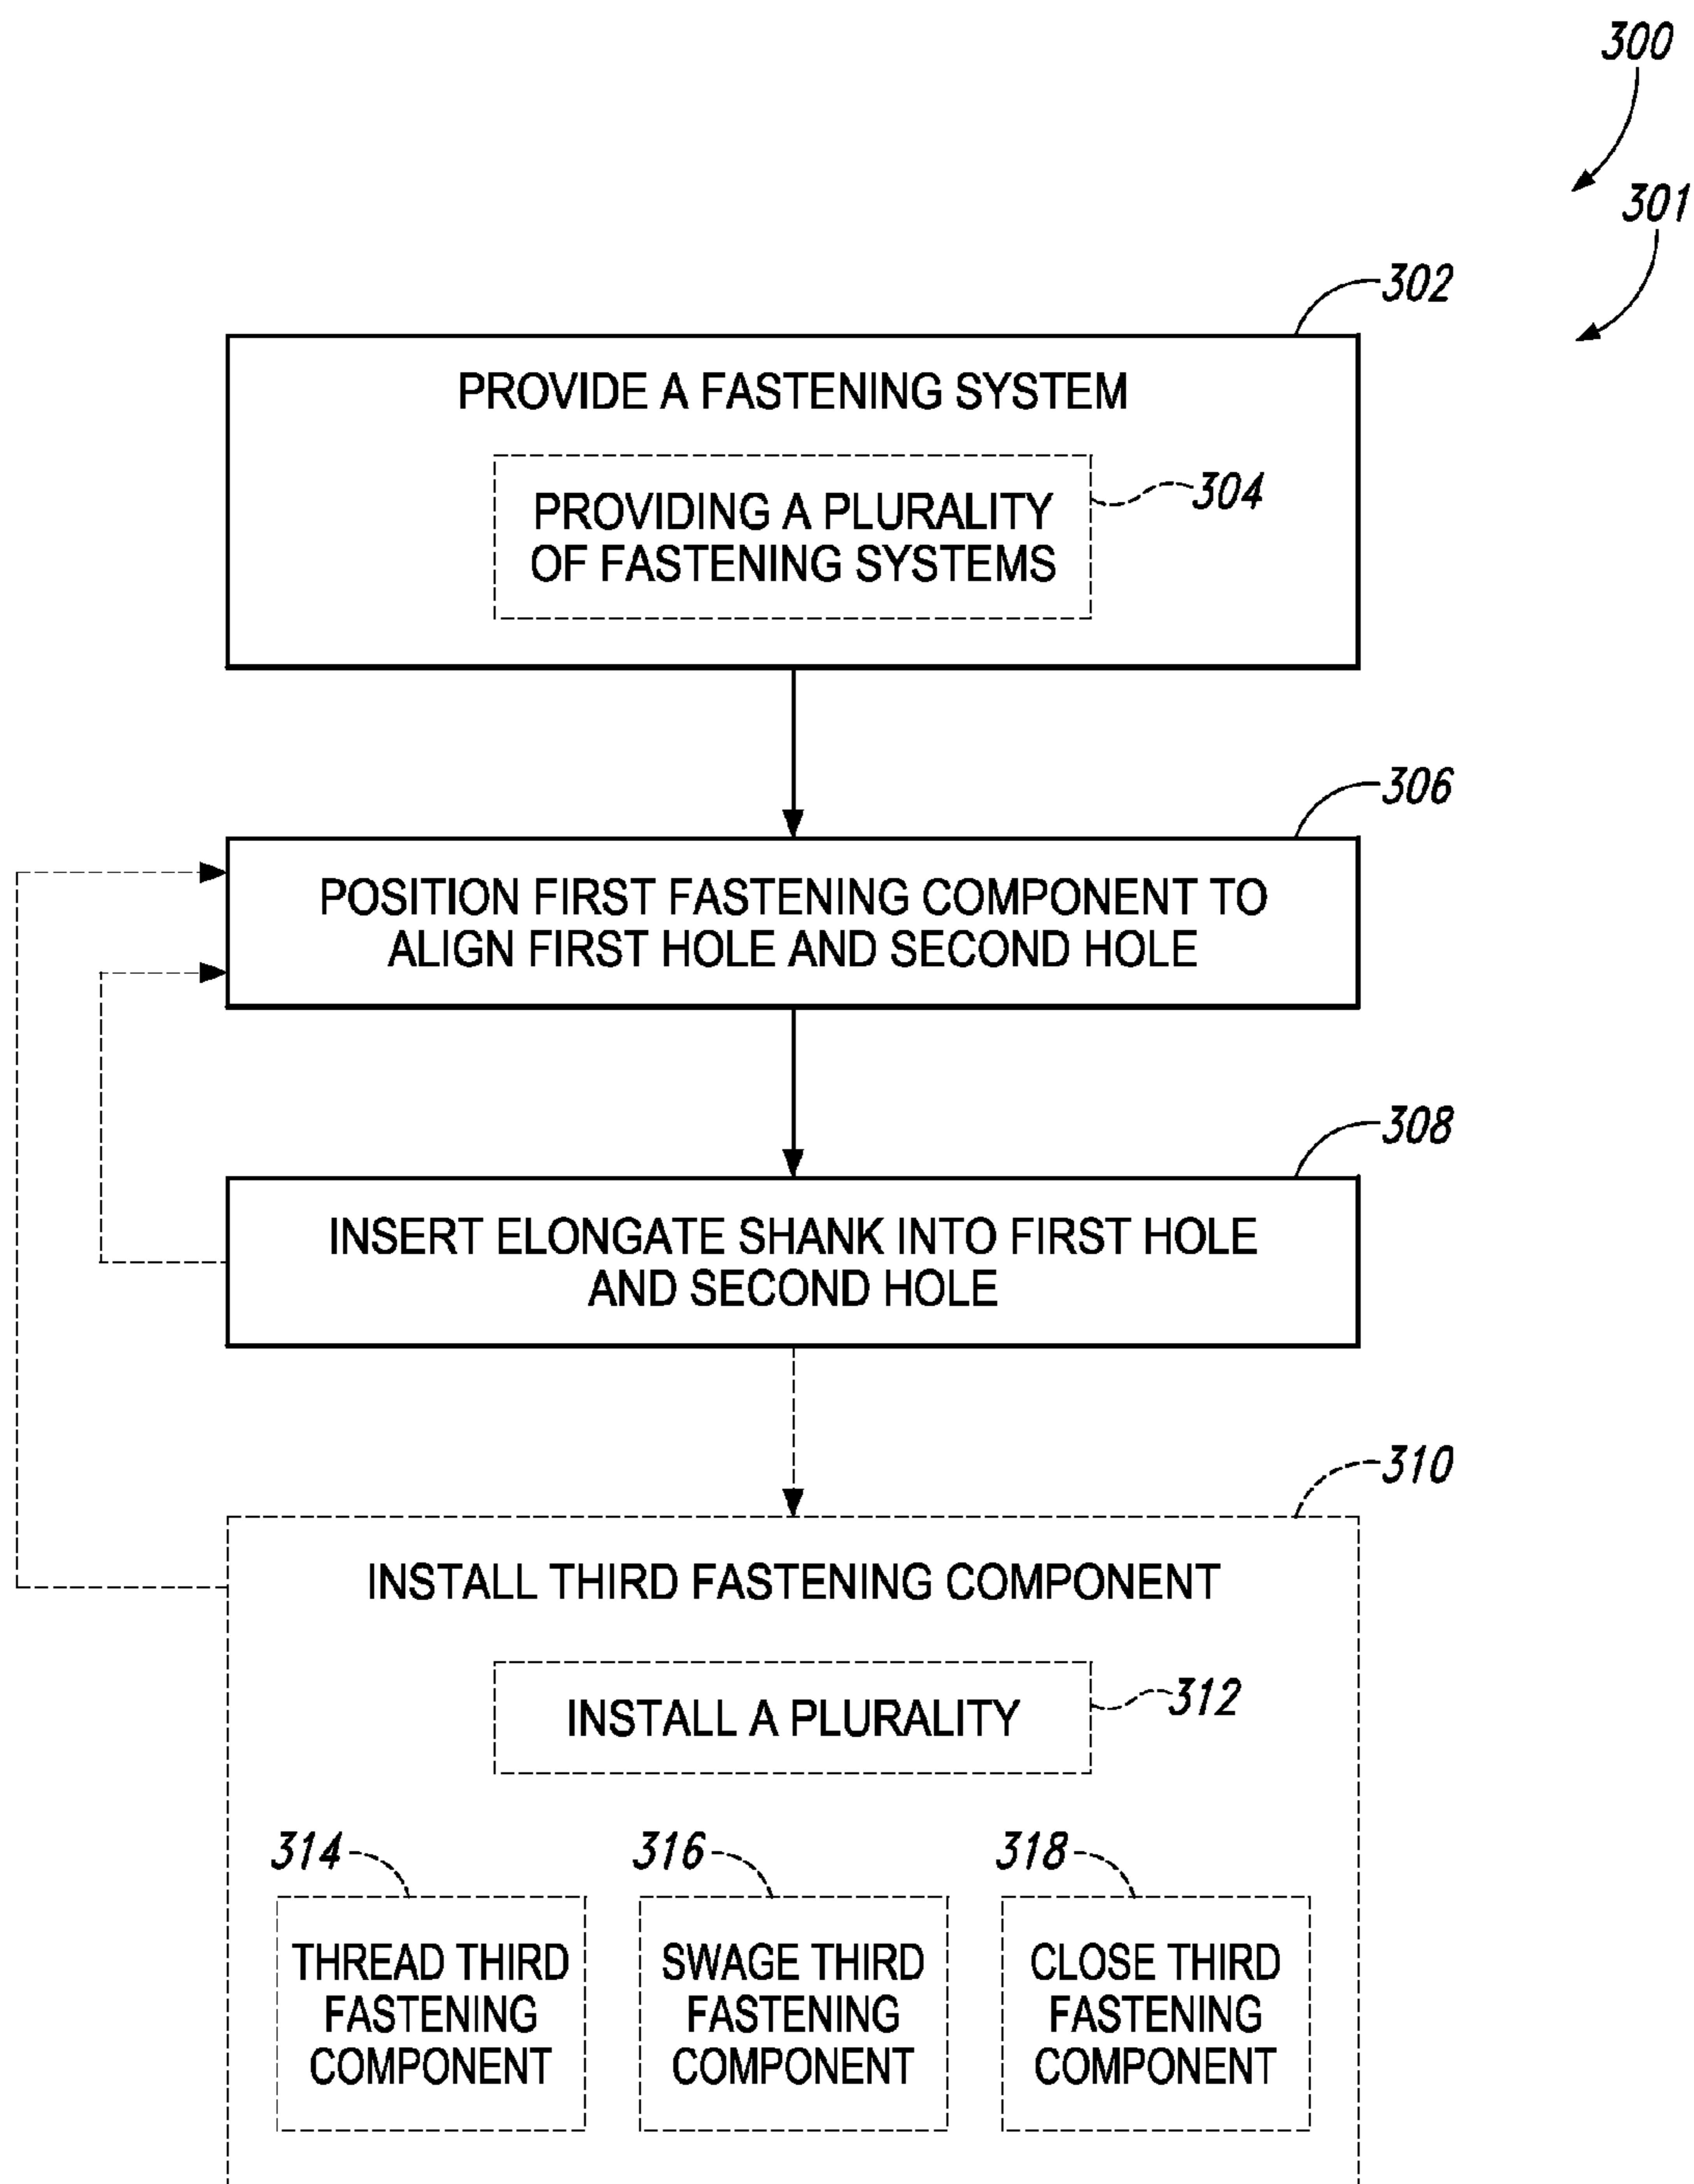 300
301
302
PROVIDE A FASTENING SYSTEM
304
PROVIDING A PLURALITY
OF FASTENING SYSTEMS
306
POSITION FIRST FASTENING COMPONENT TO
ALIGN FIRST HOLE AND SECOND HOLE
308
INSERT ELONGATE SHANK INTO FIRST HOLE
AND SECOND HOLE
310
INSTALL THIRD FASTENING COMPONENT
312
INSTALL A PLURALITY
314
THREAD THIRD
FASTENING
COMPONENT
316
SWAGE THIRD
FASTENING
COMPONENT
318
CLOSE THIRD
FASTENING
COMPONENT